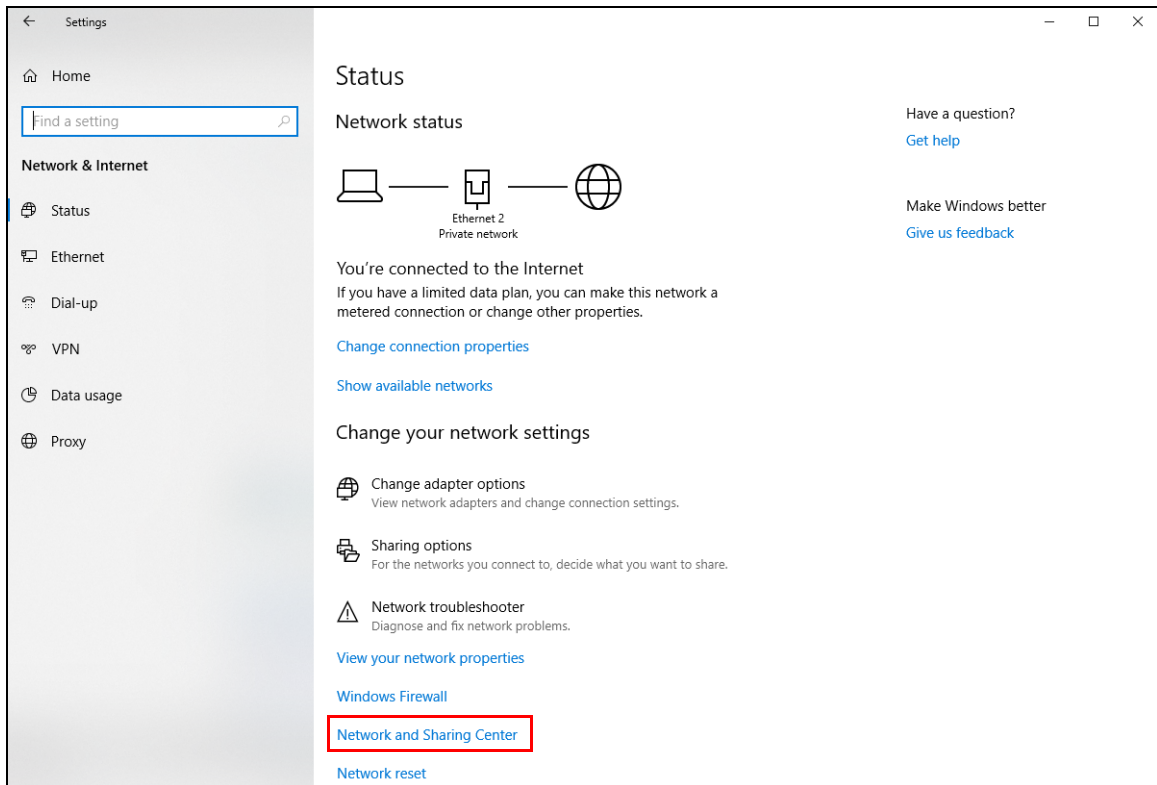 Settings
Home
Find a setting
Network & Internet
Status
Ethernet
Dial-up
VPN
Data usage
Proxy
Status
Network status
Ethernet 2
Private network
You’re connected to the Internet
If you have a limited data plan, you can make this network a
metered connection or change other properties.
Change connection properties
Show available networks
Change your network settings
Change adapter options
View network adapters and change connection settings.
Sharing options
For the networks you connect to, decide what you want to share.
Network troubleshooter
Diagnose and fix network problems.
View your network properties
Windows Firewall
Network and Sharing Center
Network reset
Have a question?
Get help
Make Windows better
Give us feedback